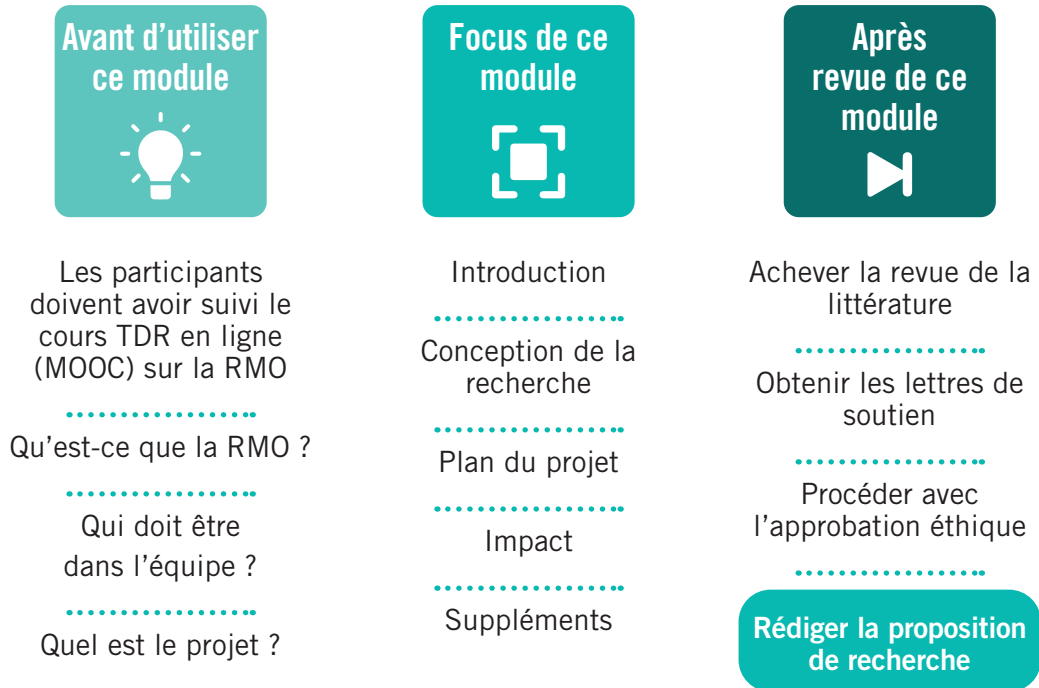 Avant d'utiliser
ce module
Les participants
doivent avoir suivi le
cours TDR en ligne
(MOOC) sur la RMO
Qu'est-ce que la RMO ?
Qui doit être
dans l'équipe ?
Quel est le projet ?
Focus de ce
module
Introduction
Conception de la
recherche
Plan du projet
Impact
Suppléments
Après
revue de ce
module
Achever la revue de la
littérature
Obtenir les lettres de
soutien
Procéder avec
l'approbation éthique
Rédiger la proposition
de recherche